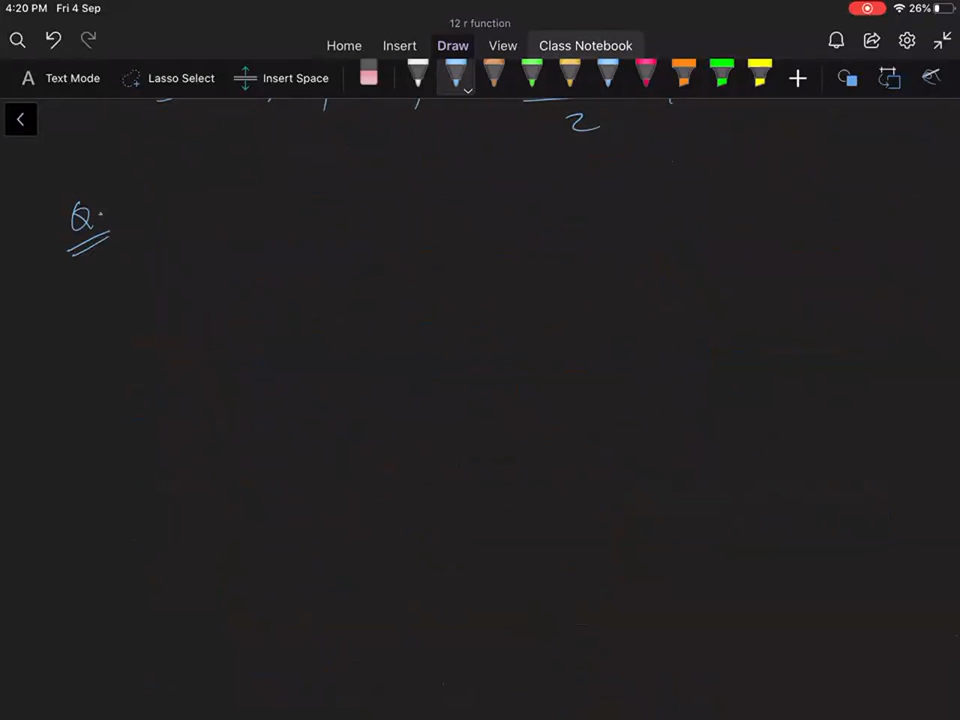 4:20 PM Fri 4 Sep 26%
12 r function
Home Insert Draw View Class Notebook
A Text Mode Lasso Select Insert Space
2
Q.